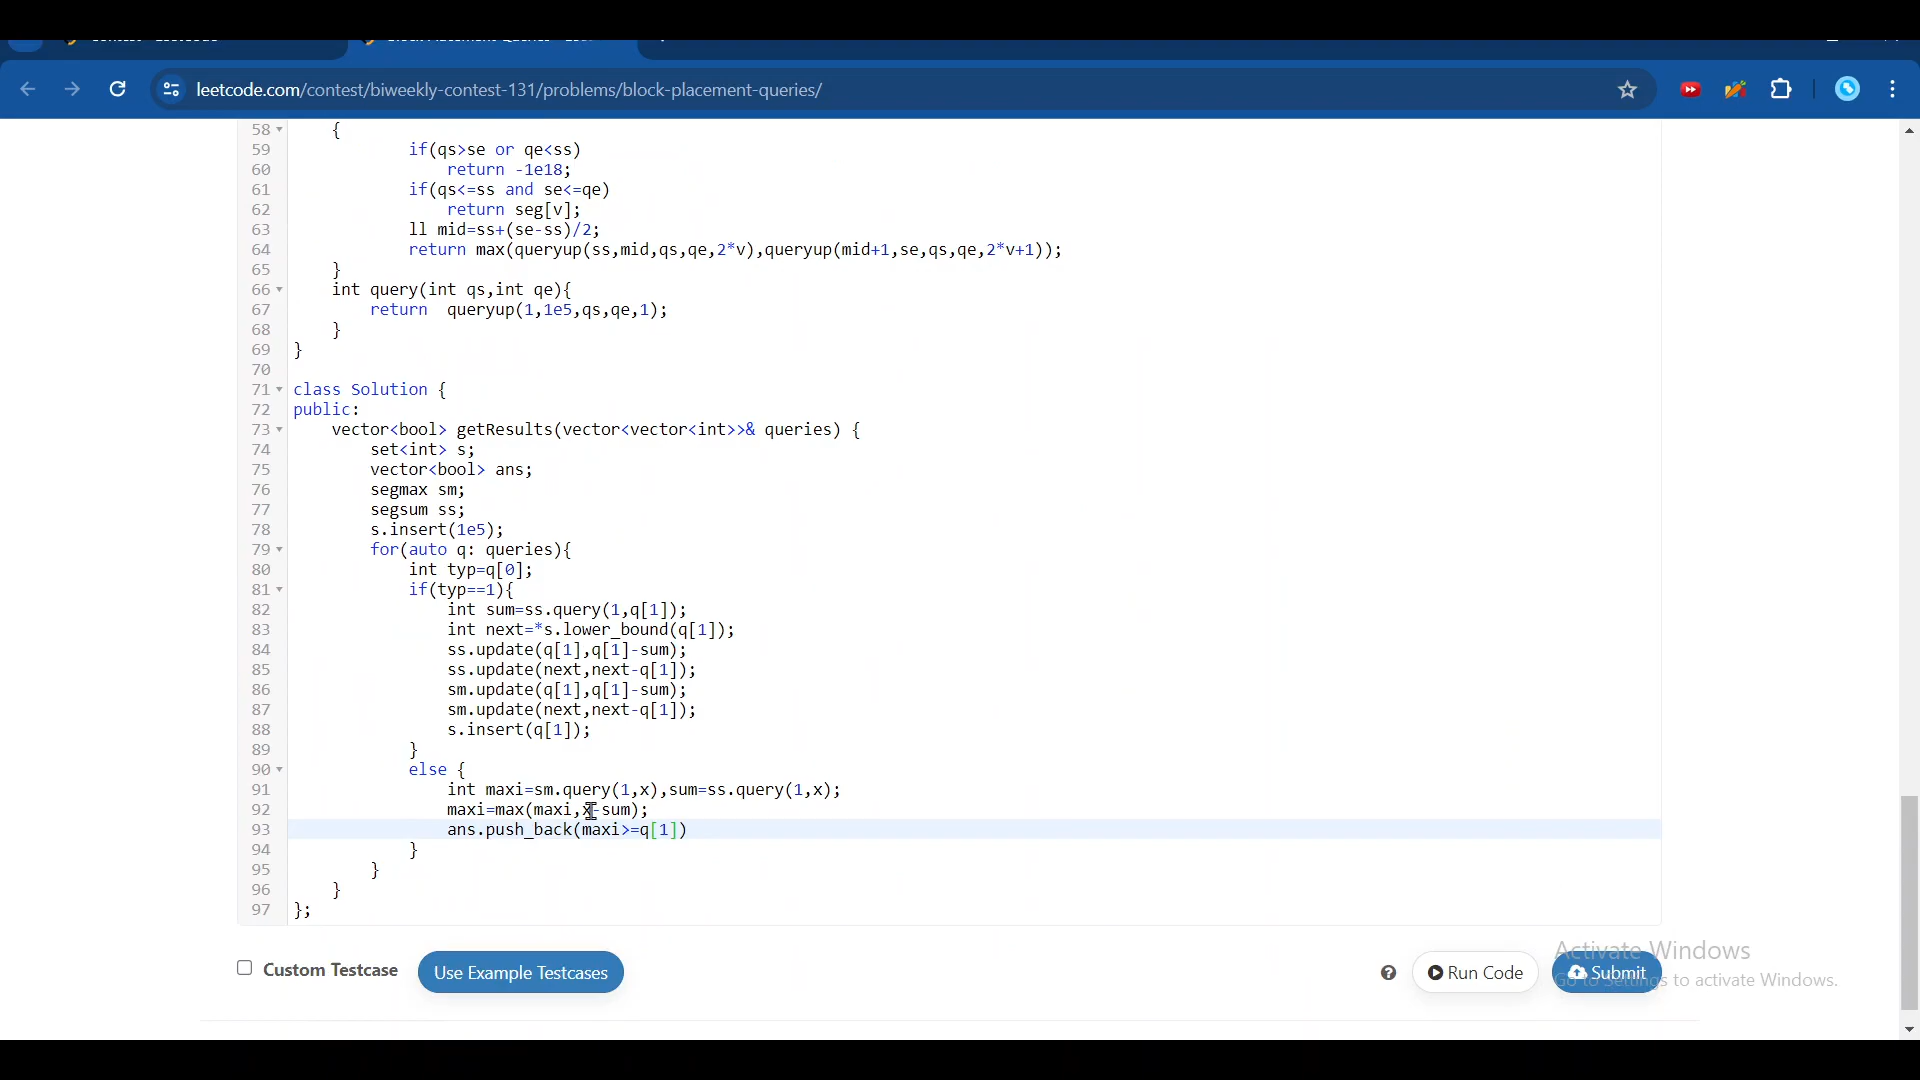 leetcode.com/contest/biweekly-contest-131/problems/block-placement-queries/
58 {
59 if(qs>se or qe<ss)
60 return -1e18;
61 if(qs<=ss and se<=qe)
62 return seg[v];
63 ll mid=ss+(se-ss)/2;
64 return max(queryup(ss,mid,qs,qe,2*v),queryup(mid+1,se,qs,qe,2*v+1));
65 }
66 int query(int qs,int qe){
67 return queryup(1,1e5,qs,qe,1);
68 }
69 }
70
71 class Solution {
72 public:
73 vector<bool> getResults(vector<vector<int>>& queries) {
74 set<int> s;
75 vector<bool> ans;
76 segmax sm;
77 segsum ss;
78 s.insert(1e5);
79 for(auto q: queries){
80 int typ=q[0];
81 if(typ==1){
82 int sum=ss.query(1,q[1]);
83 int next=*s.lower_bound(q[1]);
84 ss.update(q[1],q[1]-sum);
85 ss.update(next,next-q[1]);
86 sm.update(q[1],q[1]-sum);
87 sm.update(next,next-q[1]);
88 s.insert(q[1]);
89 }
90 else {
91 int maxi=sm.query(1,x),sum=ss.query(1,x);
92 maxi=max(maxi,x-sum);
93 ans.push_back(maxi>=q[1])
94 }
95 }
96 }
97 };
Custom Testcase Use Example Testcases Run Code Submit
Activate Windows
Go to Settings to activate Windows.